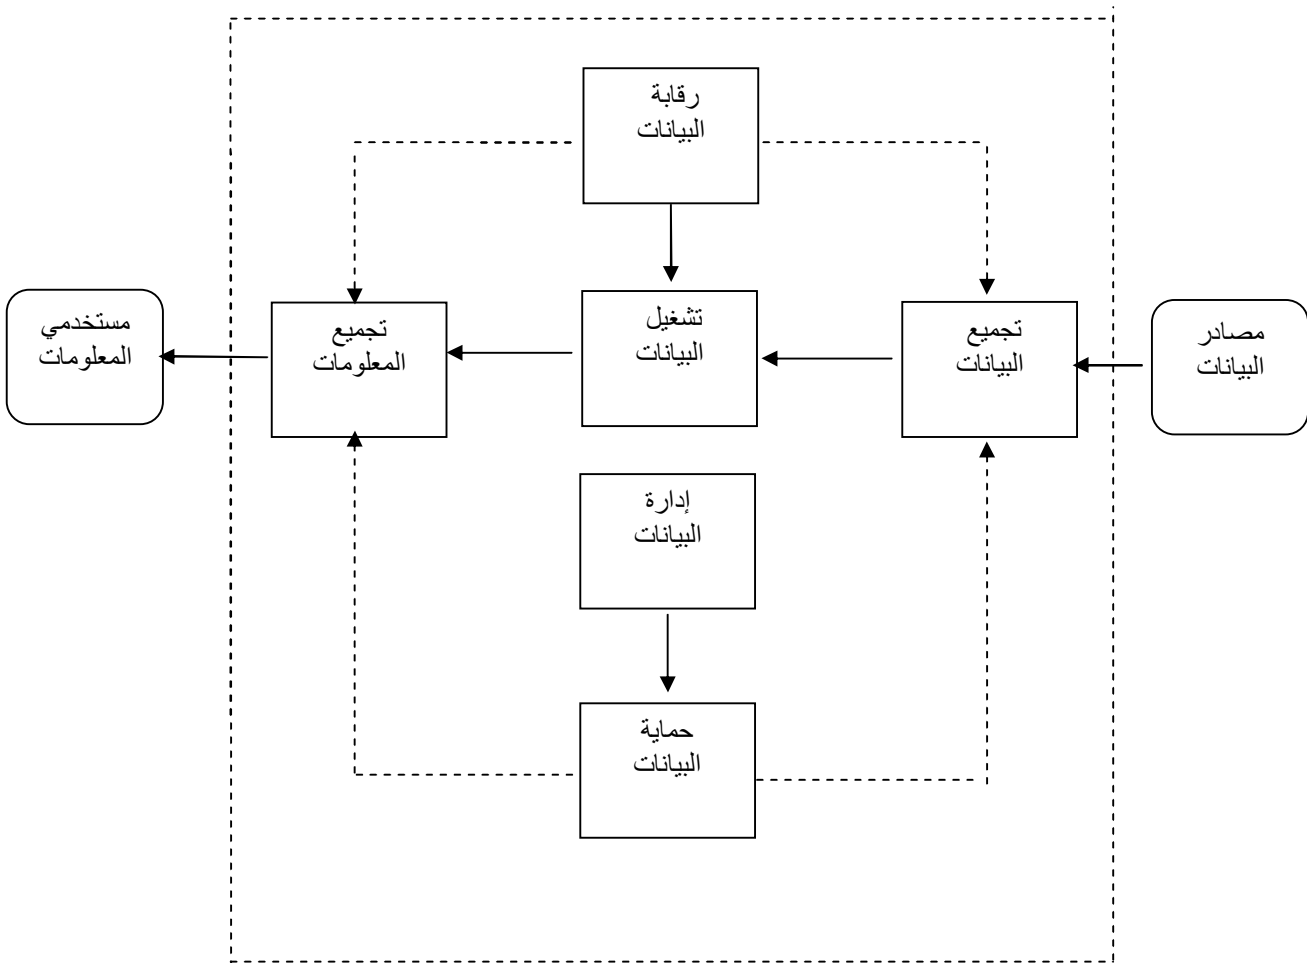 رقابة
البيانات
مصادر
البيانات
تجميع
البيانات
تشغيل
البيانات
تجميع
المعلومات
مستخدمي
المعلومات
إدارة
البيانات
حماية
البيانات